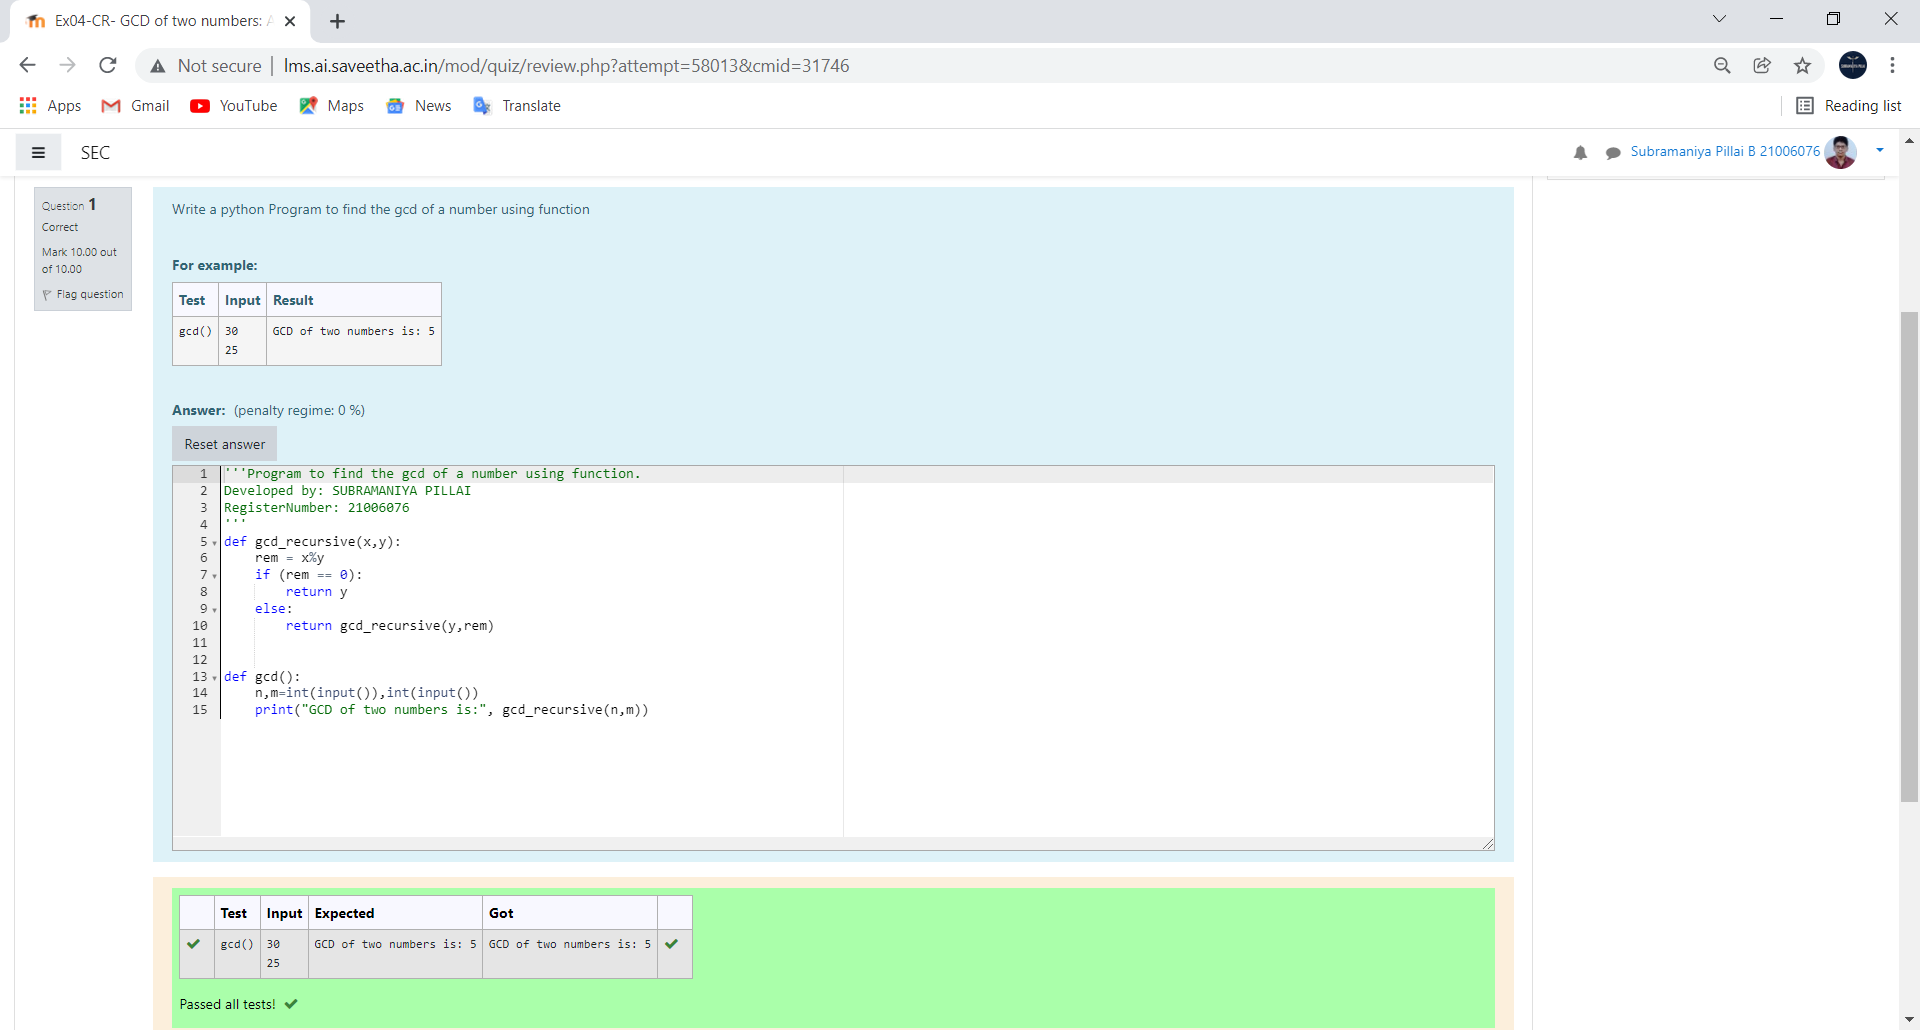 Ex04-CR- GCD of two numbers:
Not secure | lms.ai.saveetha.ac.in/mod/quiz/review.php?attempt=58013&cmid=31746
Apps Gmail YouTube Maps News Translate Reading list
SEC Subramaniya Pillai B 21006076
Question 1
Correct
Mark 10.00 out
of 10.00
Flag question
Write a python Program to find the gcd of a number using function
For example:
Test Input Result
gcd() 30 GCD of two numbers is: 5
25
Answer: (penalty regime: 0 %)
Reset answer
1 '''Program to find the gcd of a number using function.
2 Developed by: SUBRAMANIYA PILLAI
3 RegisterNumber: 21006076
4 '''
5 def gcd_recursive(x,y):
6     rem = x%y
7     if (rem == 0):
8         return y
9     else:
10         return gcd_recursive(y,rem)
11
12
13 def gcd():
14     n,m=int(input()),int(input())
15     print("GCD of two numbers is:", gcd_recursive(n,m))
Test Input Expected Got
gcd() 30 GCD of two numbers is: 5 GCD of two numbers is: 5
25
Passed all tests!